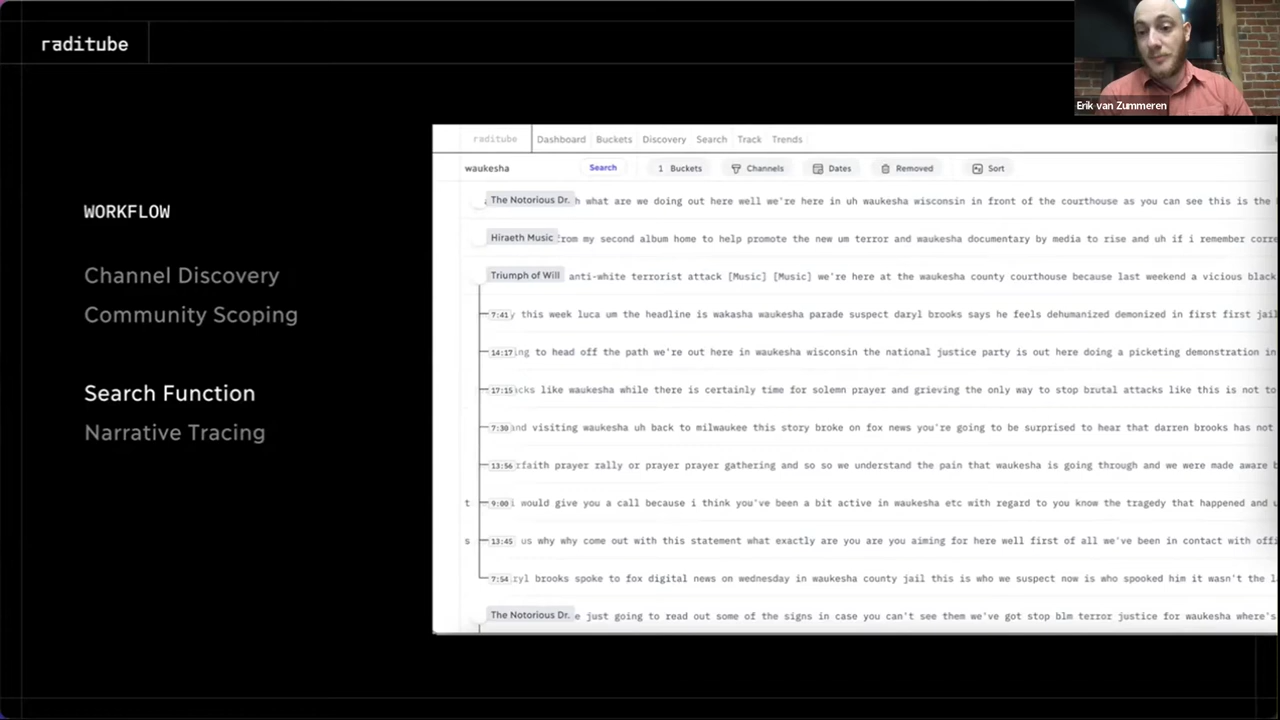 raditube
Erik van Zummeren
WORKFLOW
Channel Discovery
Community Scoping
Search Function
Narrative Tracing
raditube Dashboard Buckets Discovery Search Track Trends
waukesha Search 1 Buckets Channels Dates Removed Sort
The Notorious Dr. h what are we doing out here well we're here in uh waukesha wisconsin in front of the courthouse as you can see this is the
Hiraeth Music from my second album home to help promote the new um terror and waukesha documentary by media to rise and uh if i remember corre
Triumph of Will anti-white terrorist attack [Music] [Music] we're here at the waukesha county courthouse because last weekend a vicious black
7:41 y this week luca um the headline is wakasha waukesha parade suspect daryl brooks says he feels dehumanized demonized in first first jail
14:17 ing to head off the path we're out here in waukesha wisconsin the national justice party is out here doing a picketing demonstration in
17:15 cks like waukesha while there is certainly time for solemn prayer and grieving the only way to stop brutal attacks like this is not to
7:30 and visiting waukesha uh back to milwaukee this story broke on fox news you're going to be surprised to hear that darren brooks has not
13:56 rfaith prayer rally or prayer prayer gathering and so so we understand the pain that waukesha is going through and we were made aware
t 9:00 i would give you a call because i think you've been a bit active in waukesha etc with regard to you know the tragedy that happened and
s 13:45 us why why come out with this statement what exactly are you are you aiming for here well first of all we've been in contact with offi
7:54 ryl brooks spoke to fox digital news on wednesday in waukesha county jail this is who we suspect now is who spooked him it wasn't the
The Notorious Dr. e just going to read out some of the signs in case you can't see them we've got stop blm terror justice for waukesha where's